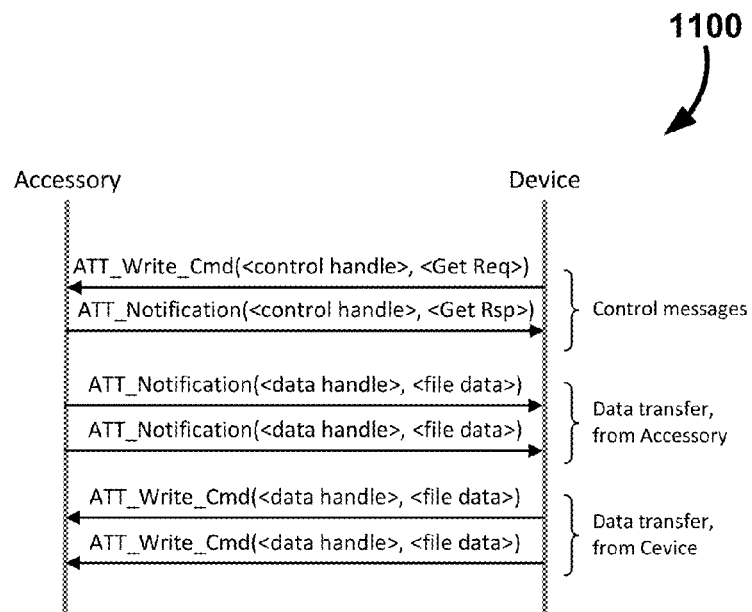 1100
Accessory
Device
ATT_Write_Cmd(<control handle>, <Get Req>)
ATT_Notification(<control handle>, <Get Rsp>)
Control messages
ATT_Notification(<data handle>, <file data>)
ATT_Notification(<data handle>, <file data>)
Data transfer,
from Accessory
ATT_Write_Cmd(<data handle>, <file data>)
ATT_Write_Cmd(<data handle>, <file data>)
Data transfer,
from Cevice